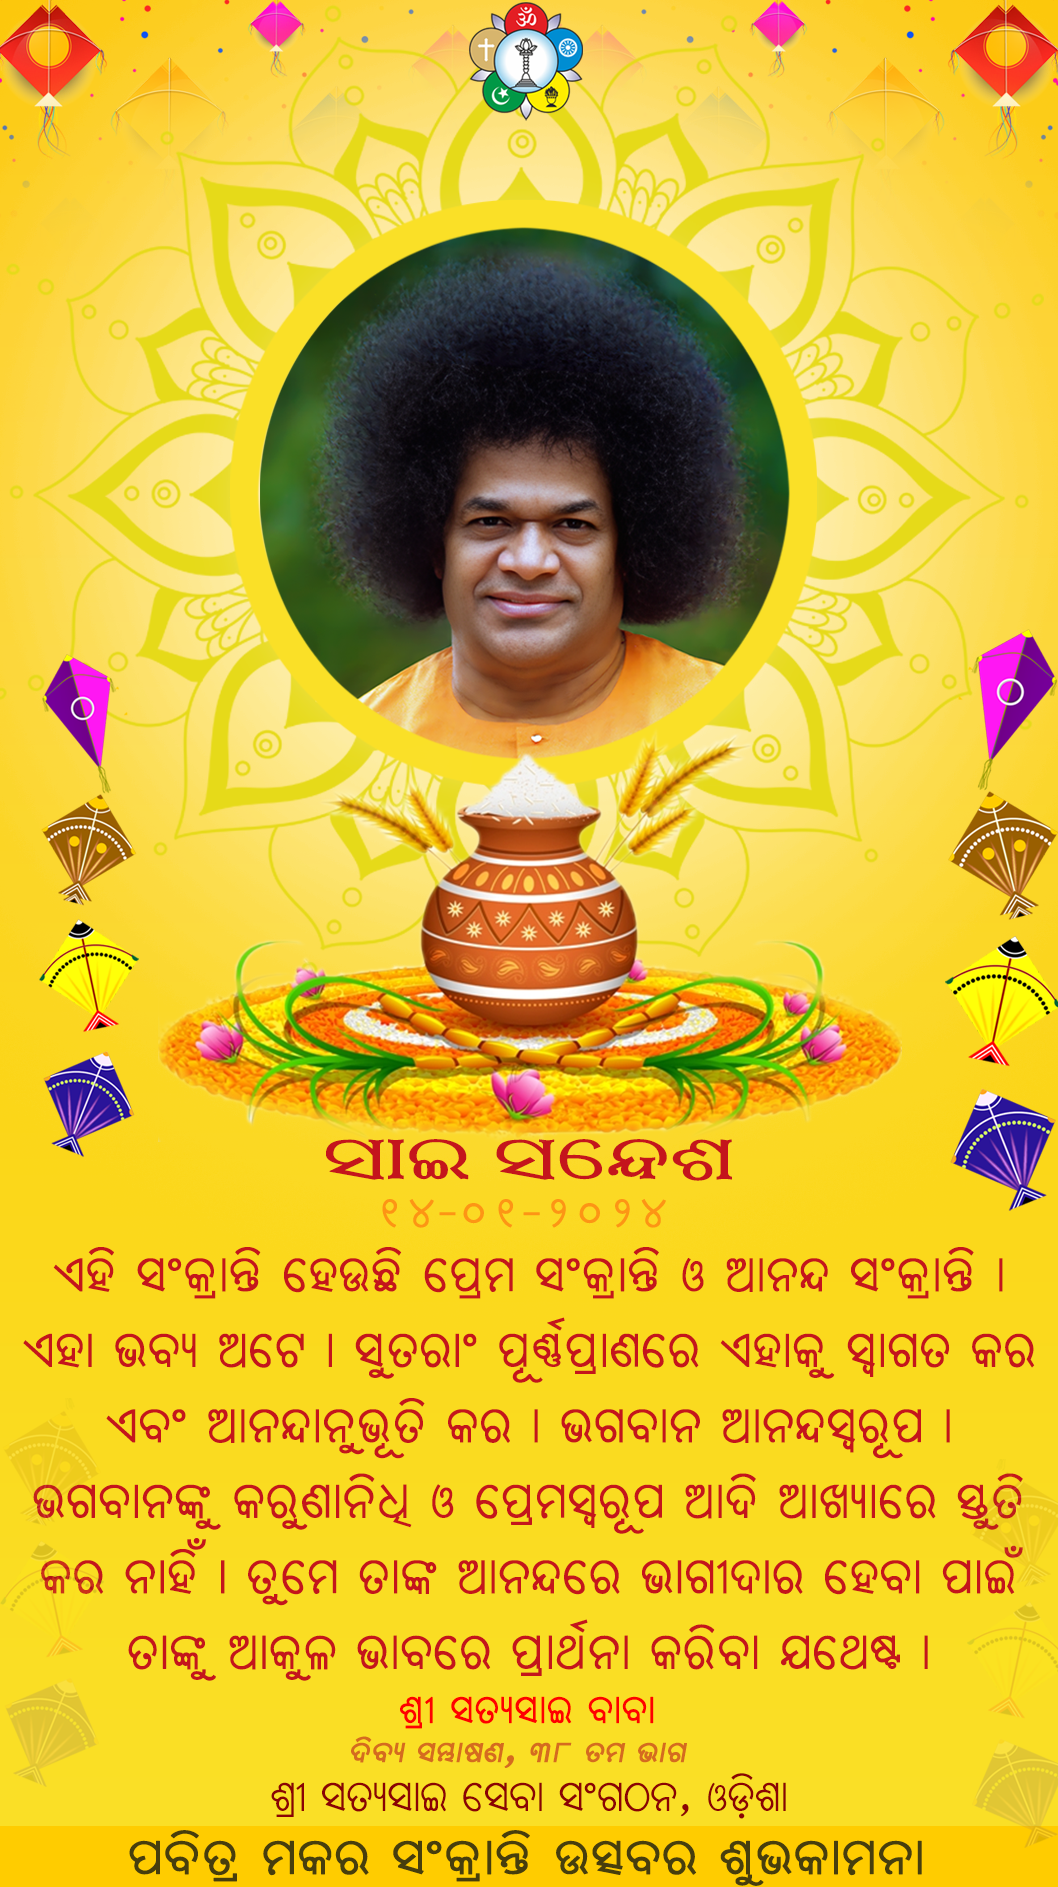 ସାଇ ସନ୍ଦେଶ
୧୪-୦୧-୨୦୨୪
ଏହି ସଂକ୍ରାନ୍ତି ହେଉଛି ପ୍ରେମ ସଂକ୍ରାନ୍ତି ଓ ଆନନ୍ଦ ସଂକ୍ରାନ୍ତି ।
ଏହା ଭବ୍ୟ ଅଟେ । ସୁତରାଂ ପୂର୍ଣ୍ଣପ୍ରାଣରେ ଏହାକୁ ସ୍ୱାଗତ କର
ଏବଂ ଆନନ୍ଦାନୁଭୂତି କର । ଭଗବାନ ଆନନ୍ଦସ୍ୱରୂପ ।
ଭଗବାନଙ୍କୁ କରୁଣାନିଧି ଓ ପ୍ରେମସ୍ୱରୂପ ଆଦି ଆଖ୍ୟାରେ ସ୍ତୁତି
କର ନାହିଁ । ତୁମେ ତାଙ୍କ ଆନନ୍ଦରେ ଭାଗୀଦାର ହେବା ପାଇଁ
ତାଙ୍କୁ ଆକୁଳ ଭାବରେ ପ୍ରାର୍ଥନା କରିବା ଯଥେଷ୍ଟ ।
ଶ୍ରୀ ସତ୍ୟସାଇ ବାବା
ଦିବ୍ୟ ସମ୍ଭାଷଣ, ୩୮ ତମ ଭାଗ
ଶ୍ରୀ ସତ୍ୟସାଇ ସେବା ସଂଗଠନ, ଓଡ଼ିଶା
ପବିତ୍ର ମକର ସଂକ୍ରାନ୍ତି ଉତ୍ସବର ଶୁଭକାମନା